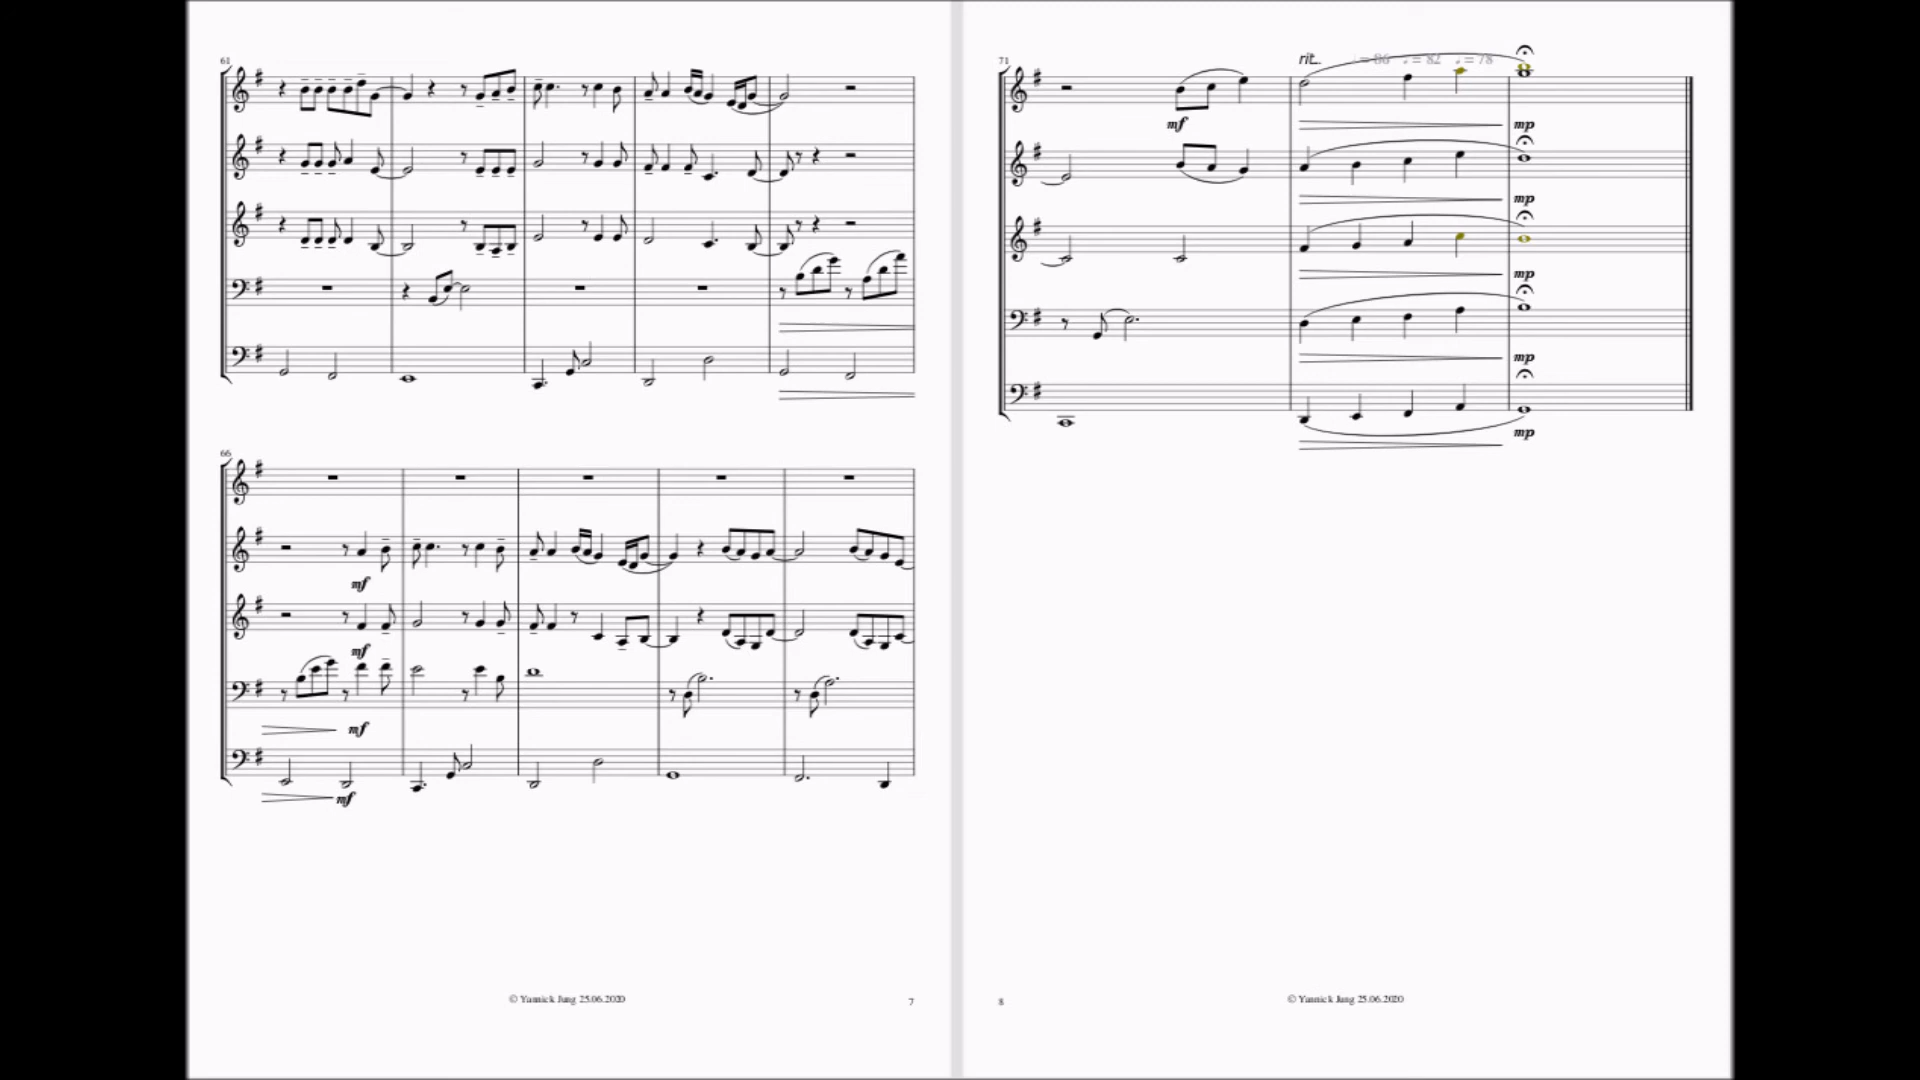 61
66
mf
mf
mf
mf
© Yannick Jung 25.06.2020
7
71
rit. ♩ = 86 ♩ = 82 ♩ = 78
mf
mp
mp
mp
mp
mp
8
© Yannick Jung 25.06.2020